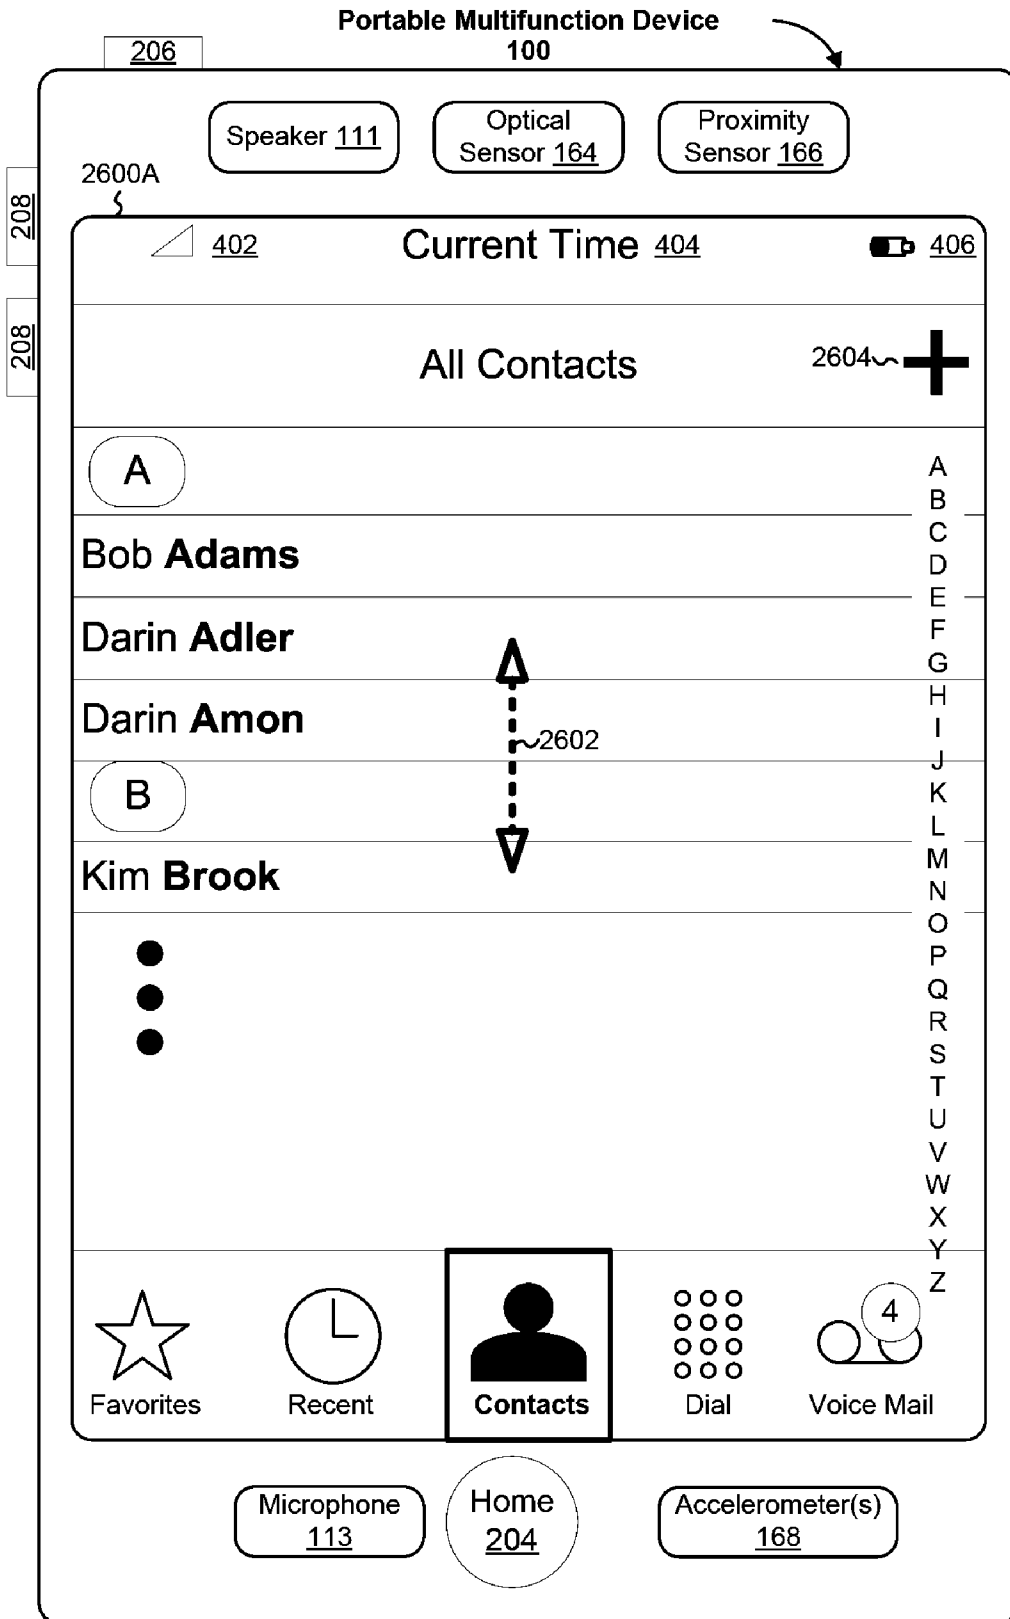 Portable Multifunction Device
100
206
Speaker 111
Optical
Sensor 164
Proximity
Sensor 166
2600A
208
208
402
Current Time 404
406
All Contacts
2604
A
Bob Adams
Darin Adler
Darin Amon
2602
B
Kim Brook
A
B
C
D
E
F
G
H
I
J
K
L
M
N
O
P
Q
R
S
T
U
V
W
X
Y
Z
4
Favorites
Recent
Contacts
Dial
Voice Mail
Microphone
113
Home
204
Accelerometer(s)
168